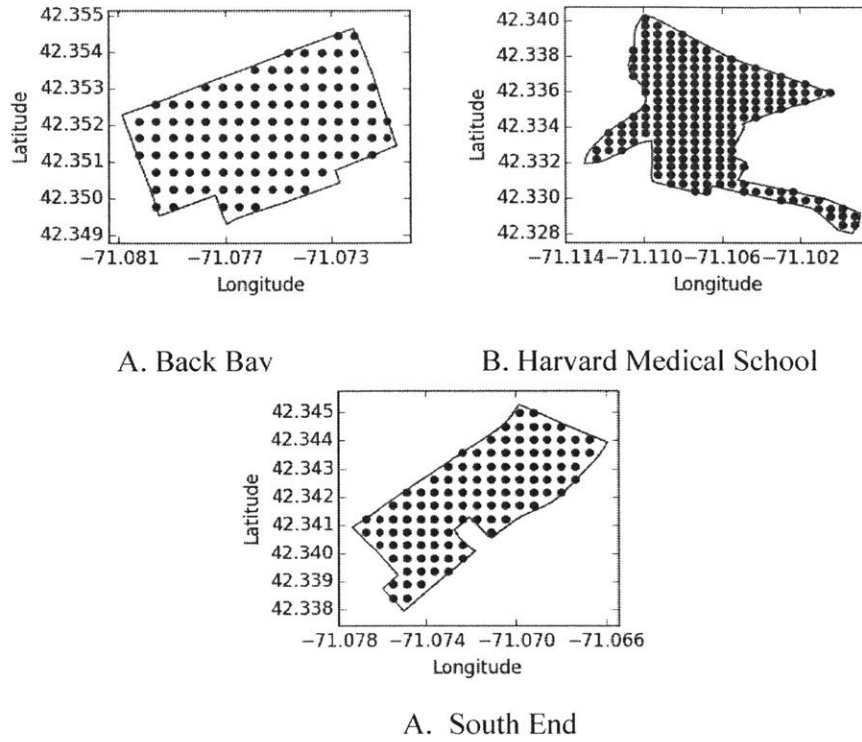 42.355
42.354
42.353
42.352
42.351
42.350
42.349
Latitude
−71.081 −71.077 −71.073
Longitude
42.340
42.338
42.336
42.334
42.332
42.330
42.328
Latitude
−71.114−71.110−71.106−71.102
Longitude
A. Back Bay
B. Harvard Medical School
42.345
42.344
42.343
42.342
42.341
42.340
42.339
42.338
Latitude
−71.078 −71.074 −71.070 −71.066
Longitude
A. South End